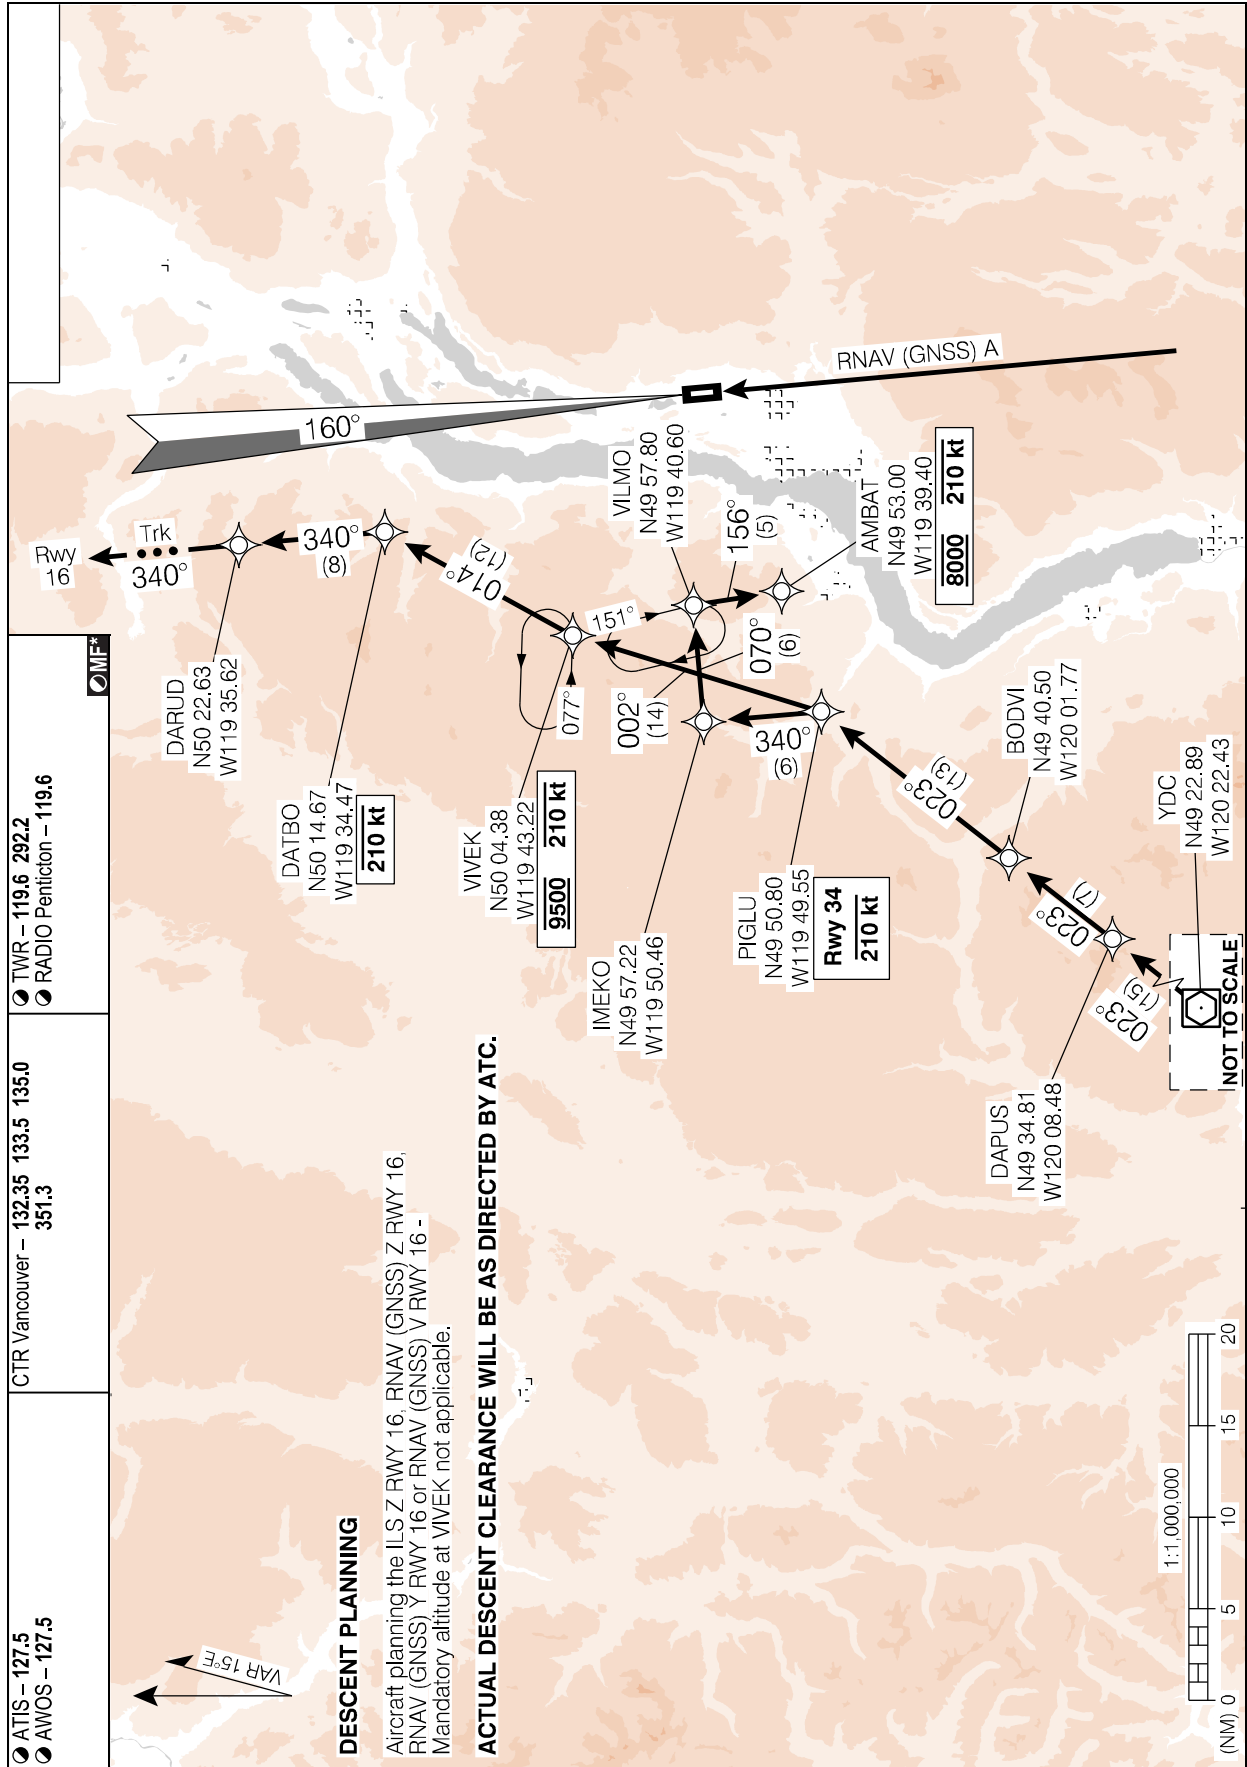 ATIS – 127.5
AWOS – 127.5
CTR Vancouver – 132.35 133.5 135.0
351.3
TWR – 119.6 292.2
RADIO Penticton – 119.6
MF*
VAR 15°E
DESCENT PLANNING
Aircraft planning the ILS Z RWY 16, RNAV (GNSS) Z RWY 16,
RNAV (GNSS) Y RWY 16 or RNAV (GNSS) V RWY 16 -
Mandatory altitude at VIVEK not applicable.
ACTUAL DESCENT CLEARANCE WILL BE AS DIRECTED BY ATC.
Rwy
16
Trk
340°
DARUD
N50 22.63
W119 35.62
340°
(8)
DATBO
N50 14.67
W119 34.47
210 kt
014°
(12)
VIVEK
N50 04.38
W119 43.22
9500 210 kt
077°
151°
002°
(14)
070°
(6)
VILMO
N49 57.80
W119 40.60
156°
(5)
AMBAT
N49 53.00
W119 39.40
8000 210 kt
160°
RNAV (GNSS) A
IMEKO
N49 57.22
W119 50.46
340°
(6)
PIGLU
N49 50.80
W119 49.55
Rwy 34
210 kt
023°
(13)
BODVI
N49 40.50
W120 01.77
023°
(7)
DAPUS
N49 34.81
W120 08.48
023°
(15)
YDC
N49 22.89
W120 22.43
NOT TO SCALE
1:1,000,000
(NM) 0 5 10 15 20